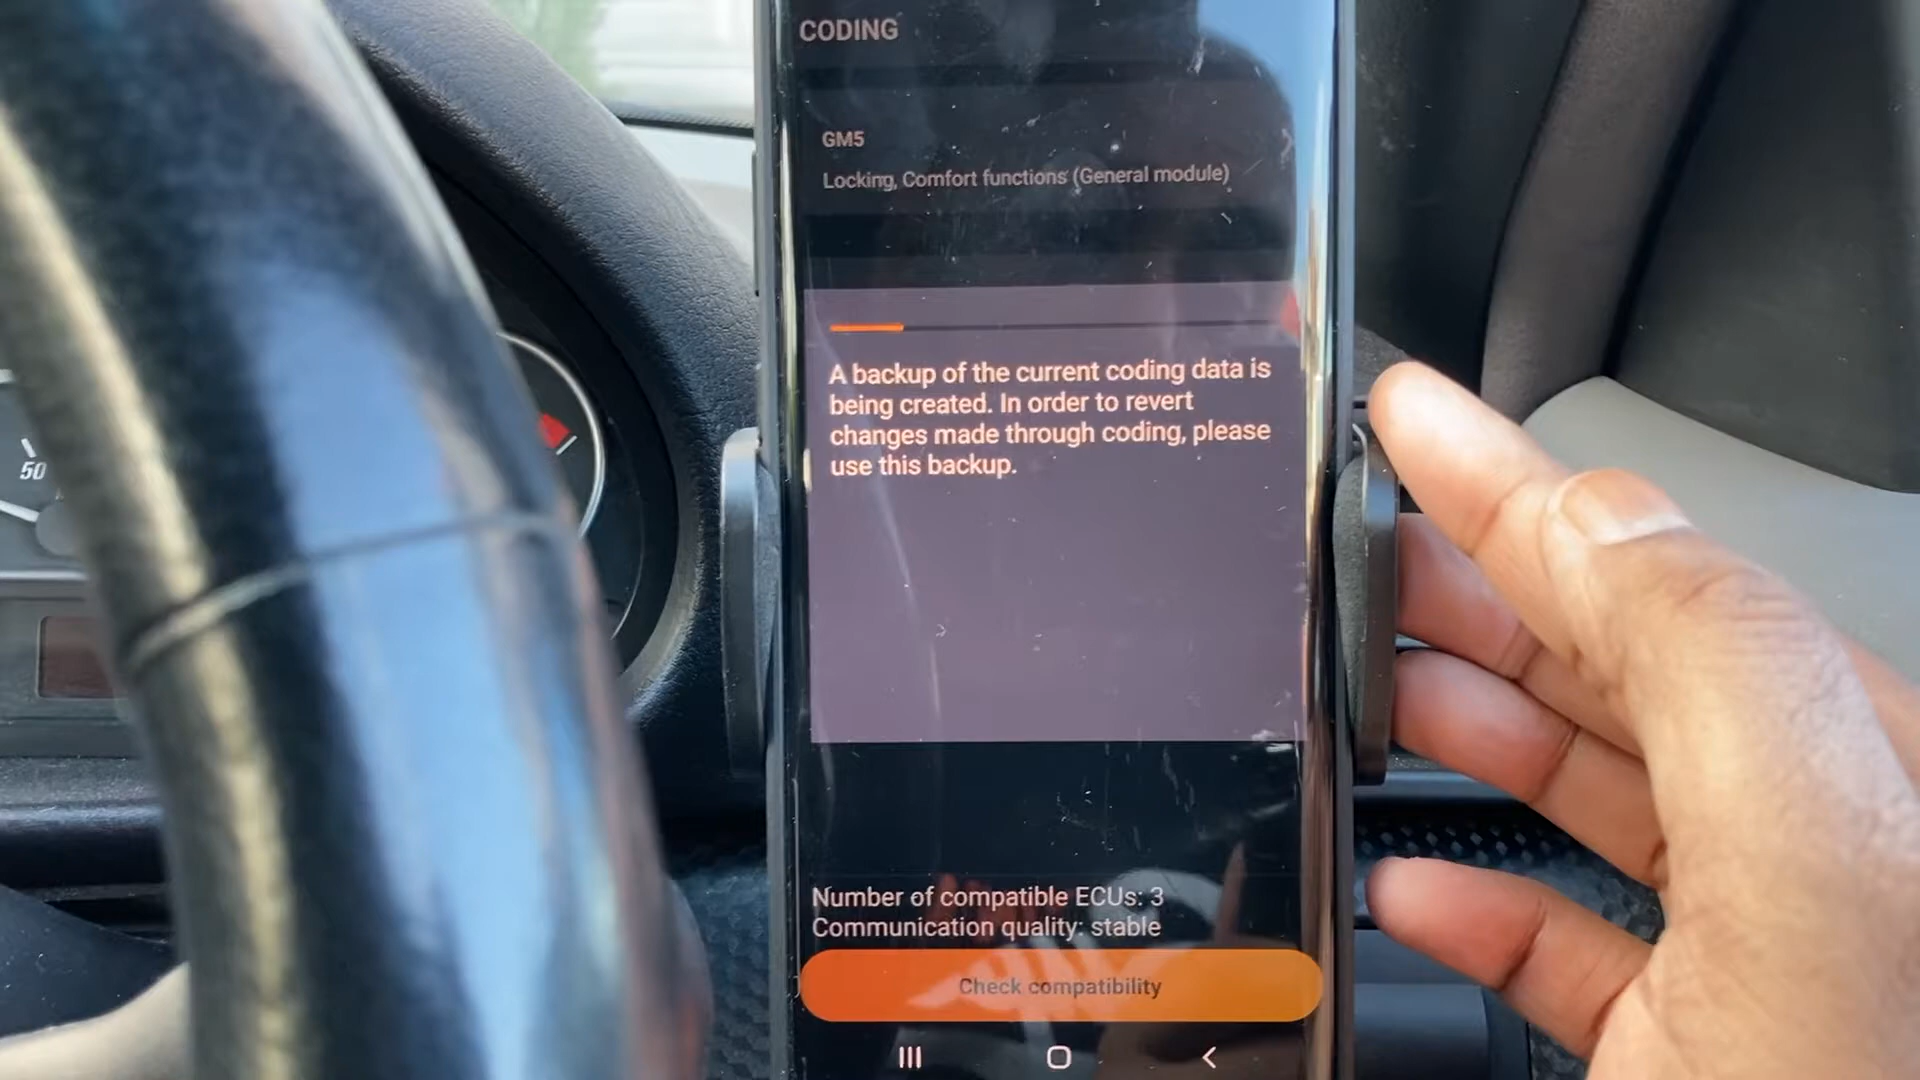 CODING
GM5
Locking, Comfort functions (General module)
A backup of the current coding data is
being created. In order to revert
changes made through coding, please
use this backup.
50
Number of compatible ECUs: 3
Communication quality: stable
Check compatibility